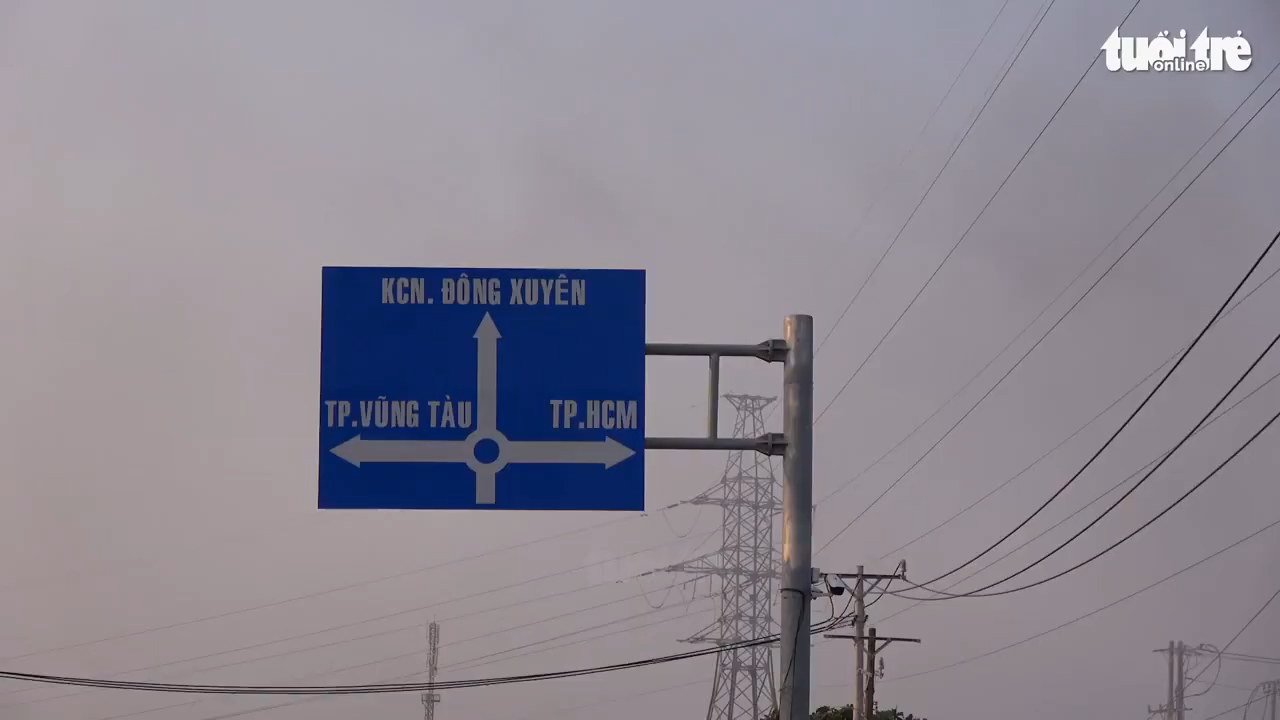 tuổi trẻ
online
KCN. ĐÔNG XUYÊN
TP.VŨNG TÀU
TP.HCM